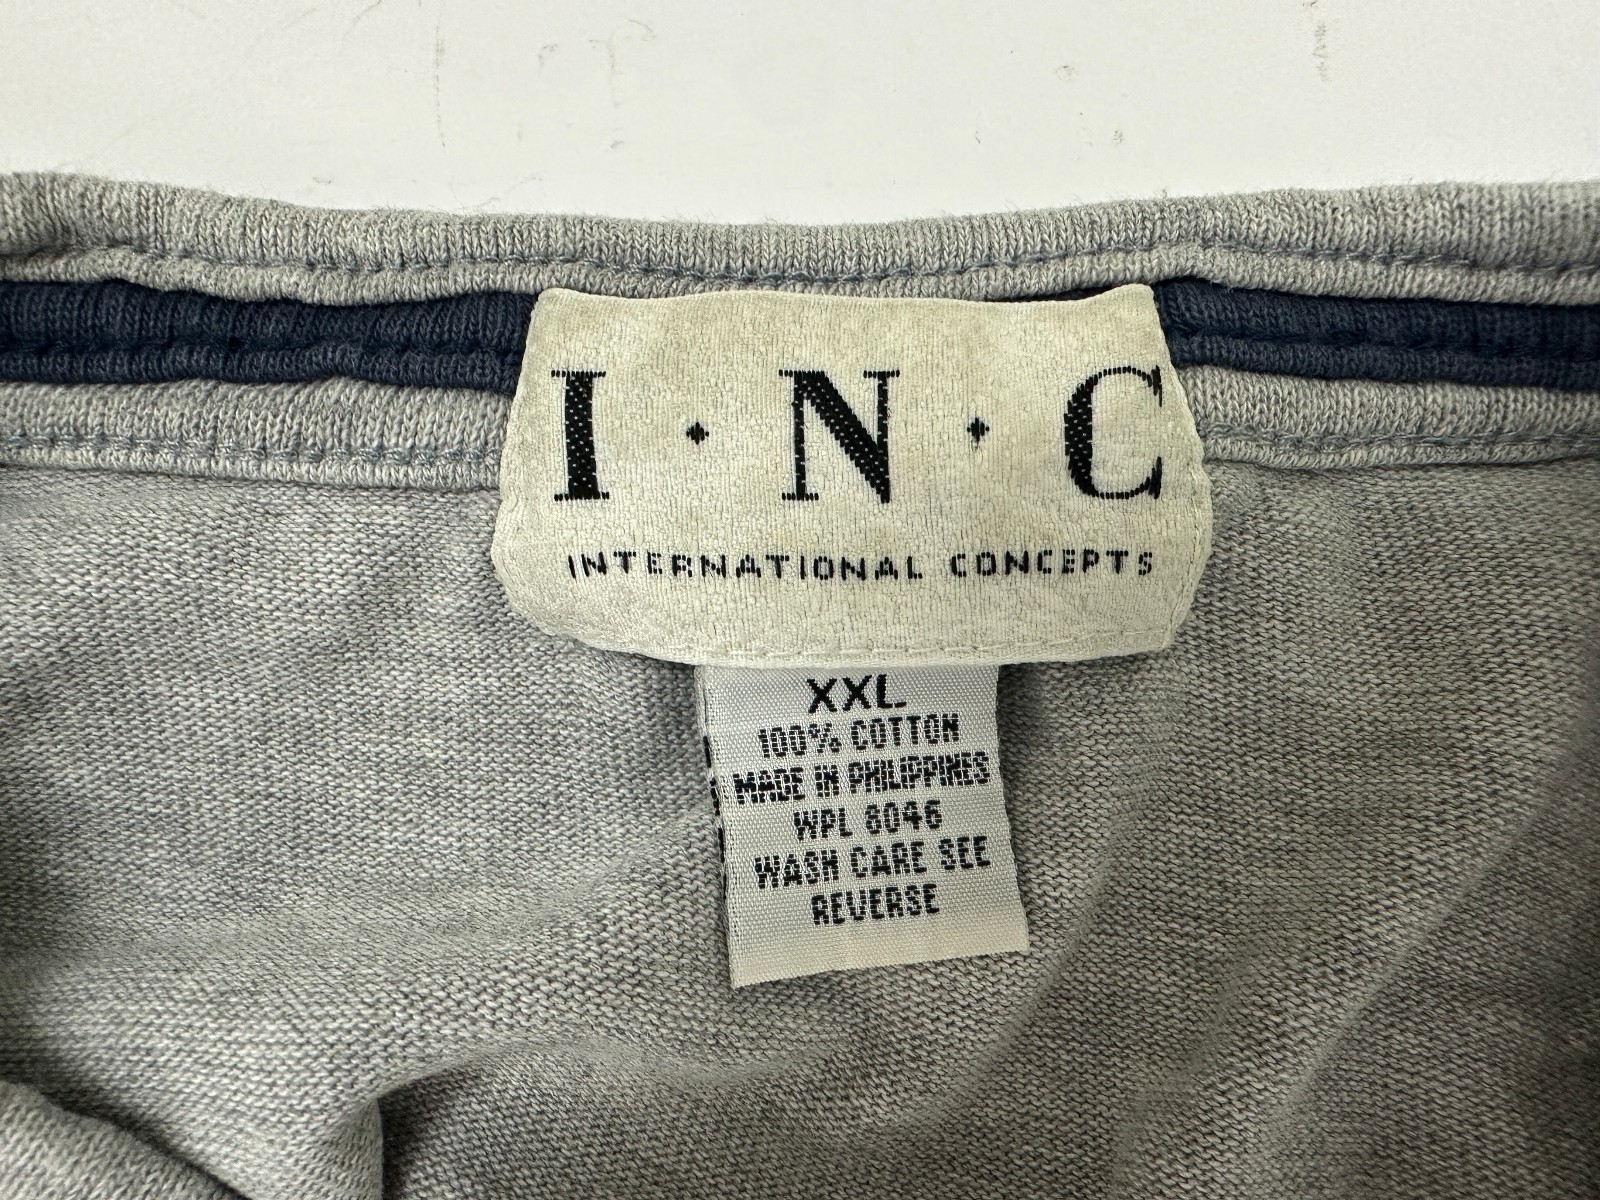 I · N · C
INTERNATIONAL CONCEPTS
XXL
100% COTTON
MADE IN PHILIPPINES
WPL 8046
WASH CARE SEE
REVERSE